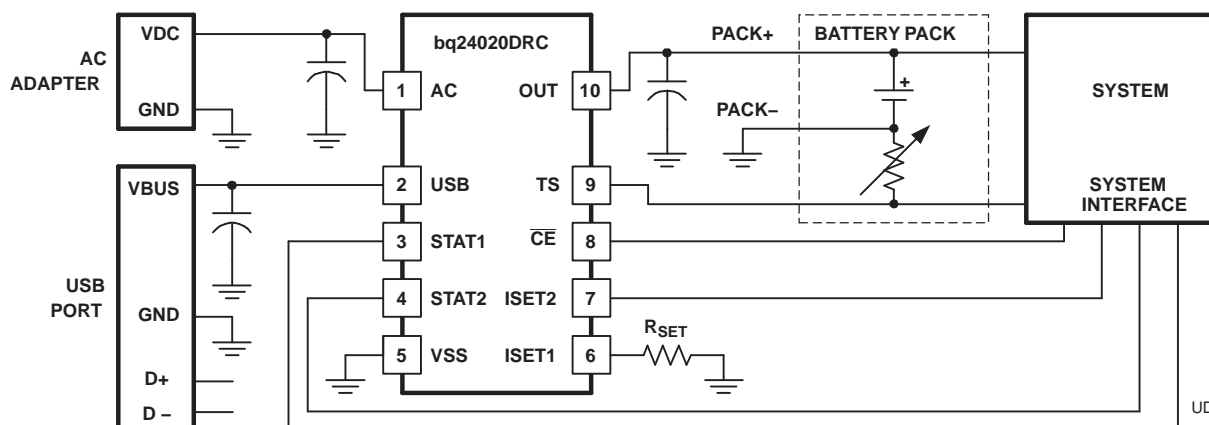 VDC
AC
ADAPTER
GND
VBUS
USB
PORT
GND
D+
D –
bq24020DRC
1 AC
2 USB
3 STAT1
4 STAT2
5 VSS
OUT 10
TS 9
CE 8
ISET2 7
ISET1 6
RSET
PACK+
PACK–
BATTERY PACK
+
SYSTEM
SYSTEM
INTERFACE
UD